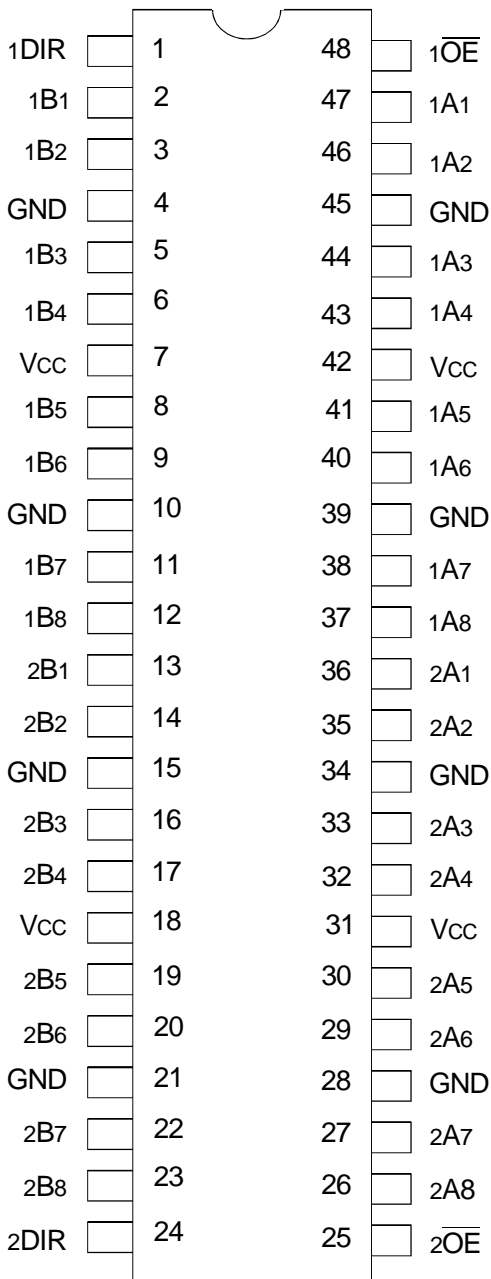 1DIR 1 48 1O̅E̅
1B1 2 47 1A1
1B2 3 46 1A2
GND 4 45 GND
1B3 5 44 1A3
1B4 6 43 1A4
VCC 7 42 VCC
1B5 8 41 1A5
1B6 9 40 1A6
GND 10 39 GND
1B7 11 38 1A7
1B8 12 37 1A8
2B1 13 36 2A1
2B2 14 35 2A2
GND 15 34 GND
2B3 16 33 2A3
2B4 17 32 2A4
VCC 18 31 VCC
2B5 19 30 2A5
2B6 20 29 2A6
GND 21 28 GND
2B7 22 27 2A7
2B8 23 26 2A8
2DIR 24 25 2O̅E̅